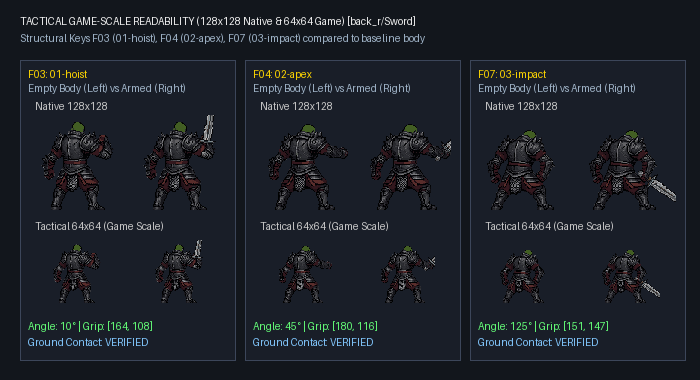 TACTICAL GAME-SCALE READABILITY (128x128 Native & 64x64 Game) [back_r/Sword]
Structural Keys F03 (01-hoist), F04 (02-apex), F07 (03-impact) compared to baseline body
F03: 01-hoist
Empty Body (Left) vs Armed (Right)
Native 128x128
Tactical 64x64 (Game Scale)
Angle: 10° | Grip: [164, 108]
Ground Contact: VERIFIED
F04: 02-apex
Empty Body (Left) vs Armed (Right)
Native 128x128
Tactical 64x64 (Game Scale)
Angle: 45° | Grip: [180, 116]
Ground Contact: VERIFIED
F07: 03-impact
Empty Body (Left) vs Armed (Right)
Native 128x128
Tactical 64x64 (Game Scale)
Angle: 125° | Grip: [151, 147]
Ground Contact: VERIFIED